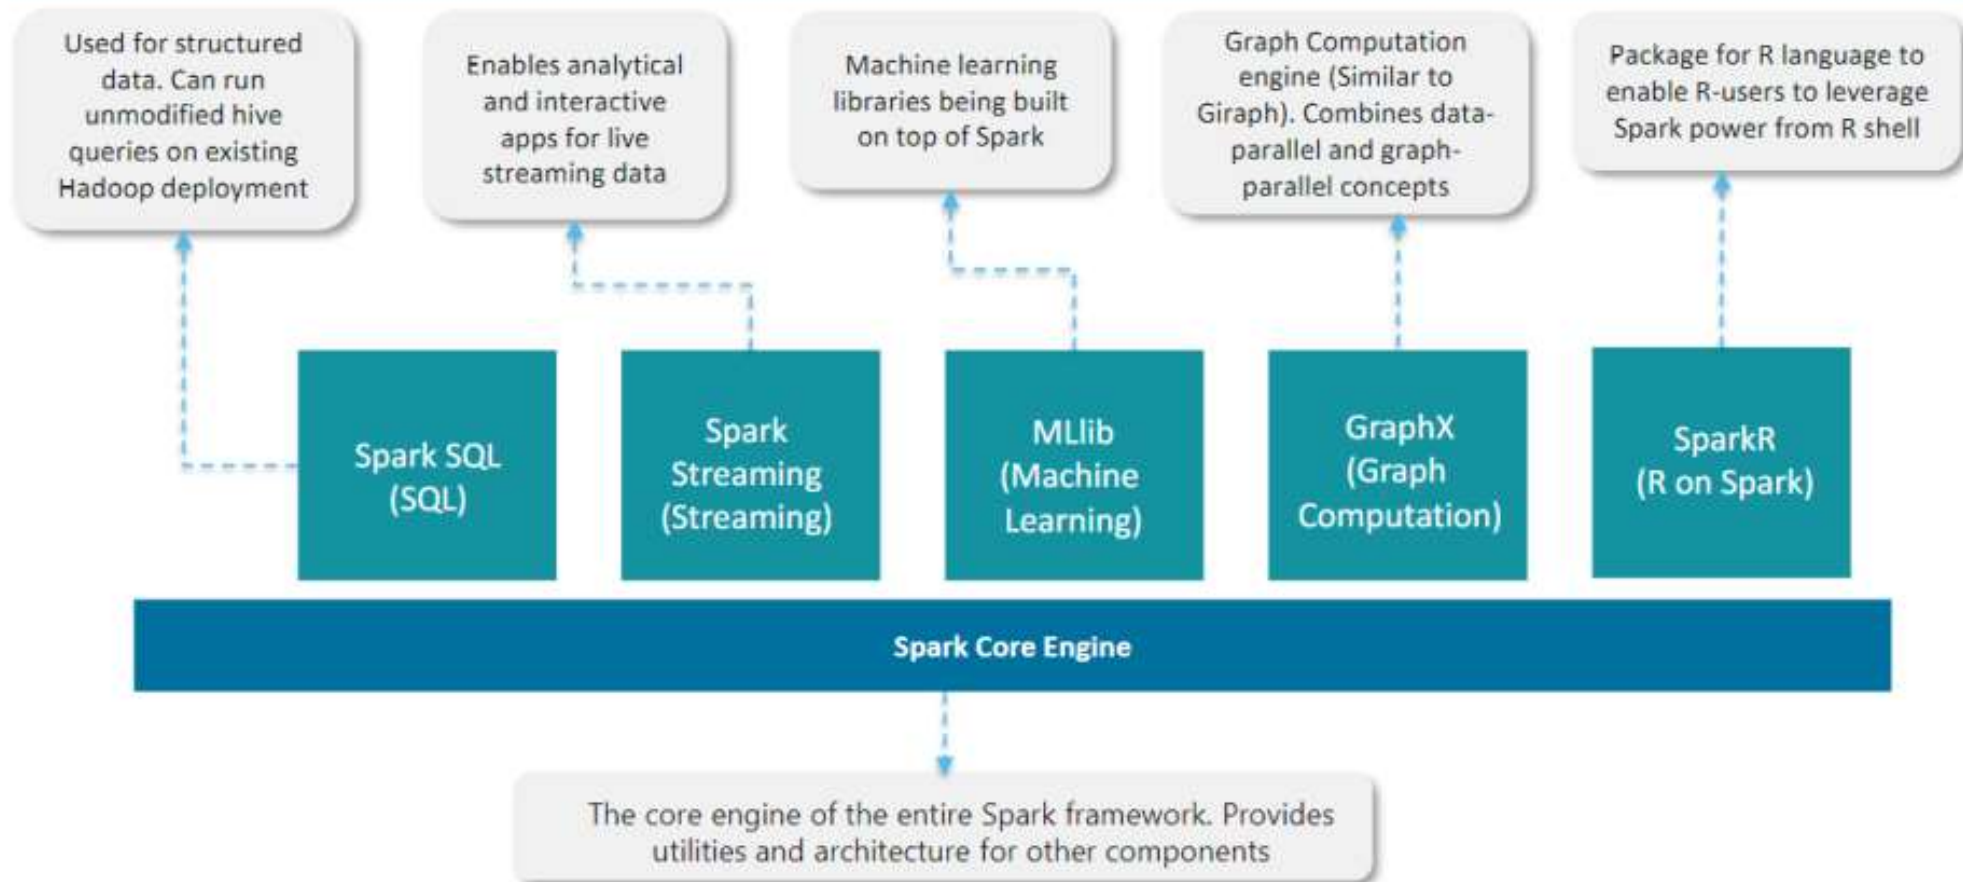 Used for structured
data. Can run
unmodified hive
queries on existing
Hadoop deployment
Enables analytical
and interactive
apps for live
streaming data
Machine learning
libraries being built
on top of Spark
Graph Computation
engine (Similar to
Giraph). Combines data-
parallel and graph-
parallel concepts
Package for R language to
enable R-users to leverage
Spark power from R shell
Spark SQL
(SQL)
Spark
Streaming
(Streaming)
MLlib
(Machine
Learning)
GraphX
(Graph
Computation)
SparkR
(R on Spark)
Spark Core Engine
The core engine of the entire Spark framework. Provides
utilities and architecture for other components